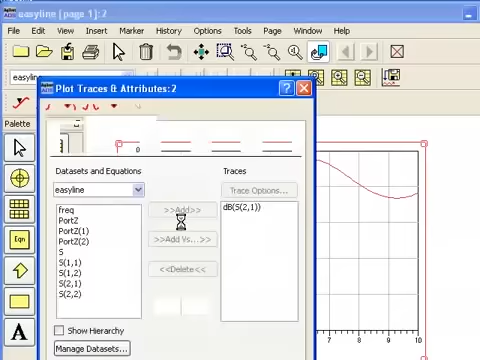 easyline [page 1]:2
File Edit View Insert Marker History Options Tools Page Window Help
easyline
Plot Traces & Attributes:2
Palette
0
Datasets and Equations
Traces
easyline
Trace Options...
>>Add>>
>>Add Vs...>>
<<Delete<<
freq
PortZ
PortZ(1)
PortZ(2)
S
S(1,1)
S(1,2)
S(2,1)
S(2,2)
dB(S(2,1))
Eqn
A
Show Hierarchy
Manage Datasets...
7 8 9 10